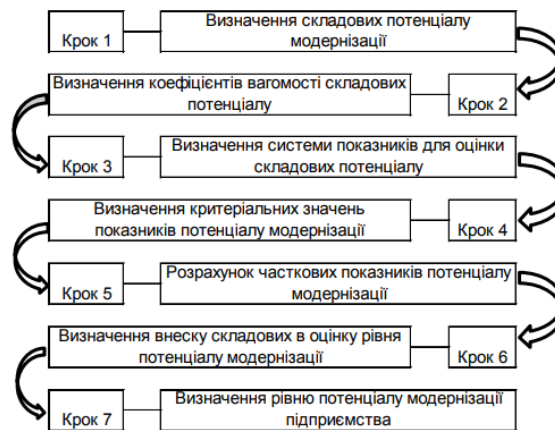 Крок 1
Визначення складових потенціалу
модернізації
Визначення коефіцієнтів вагомості складових
потенціалу
Крок 2
Крок 3
Визначення системи показників для оцінки
складових потенціалу
Визначення критеріальних значень
показників потенціалу модернізації
Крок 4
Крок 5
Розрахунок часткових показників потенціалу
модернізації
Визначення внеску складових в оцінку рівня
потенціалу модернізації
Крок 6
Крок 7
Визначення рівню потенціалу модернізації
підприємства